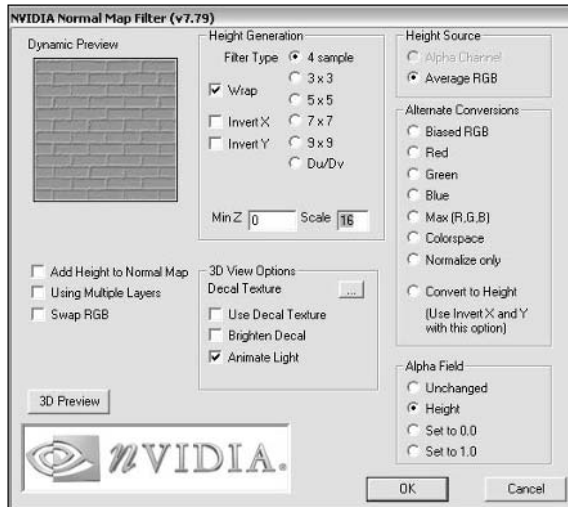 NVIDIA Normal Map Filter (v7.79)
Dynamic Preview
Height Generation
Filter Type
4 sample
3 x 3
5 x 5
7 x 7
9 x 9
Du/Dv
Wrap
Invert X
Invert Y
Min Z 0
Scale 16
Height Source
Alpha Channel
Average RGB
Alternate Conversions
Biased RGB
Red
Green
Blue
Max (R,G,B)
Colorspace
Normalize only
Convert to Height
(Use Invert X and Y
with this option)
Add Height to Normal Map
Using Multiple Layers
Swap RGB
3D View Options
Decal Texture
...
Use Decal Texture
Brighten Decal
Animate Light
Alpha Field
Unchanged
Height
Set to 0.0
Set to 1.0
3D Preview
nVIDIA.
OK
Cancel